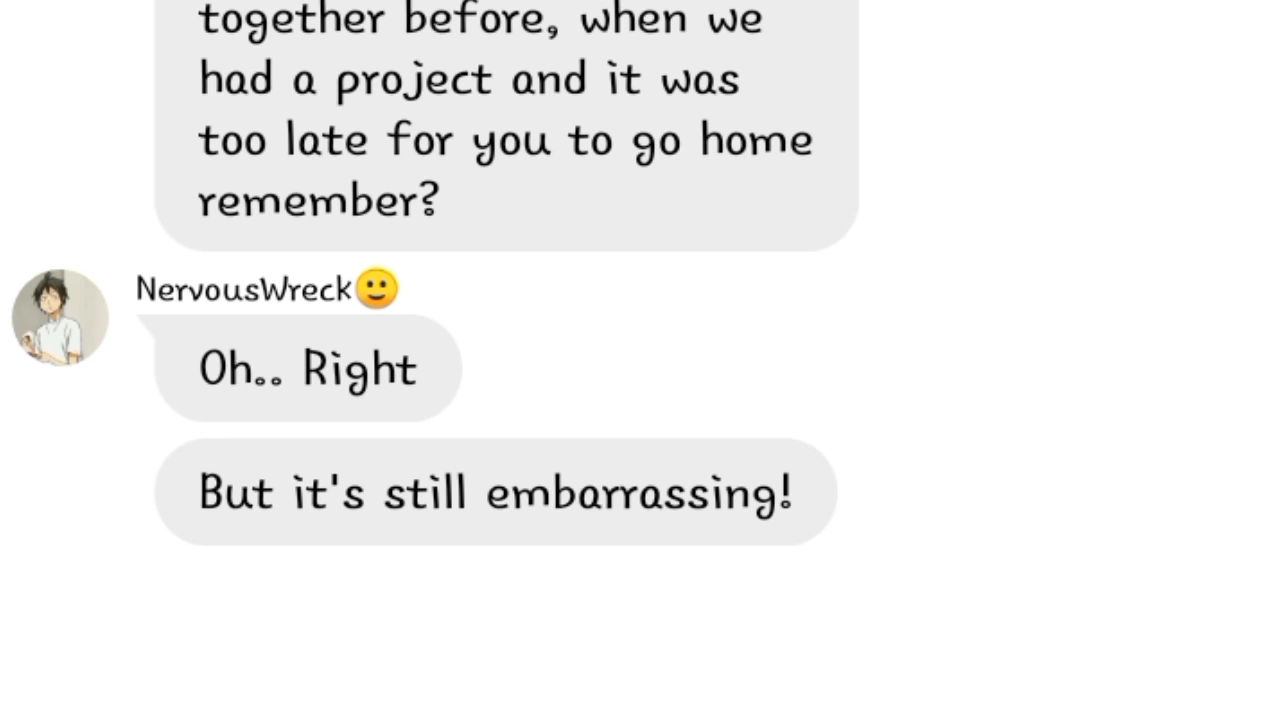 together before, when we
had a project and it was
too late for you to go home
remember?
NervousWreck🙂
Oh.. Right
But it's still embarrassing!